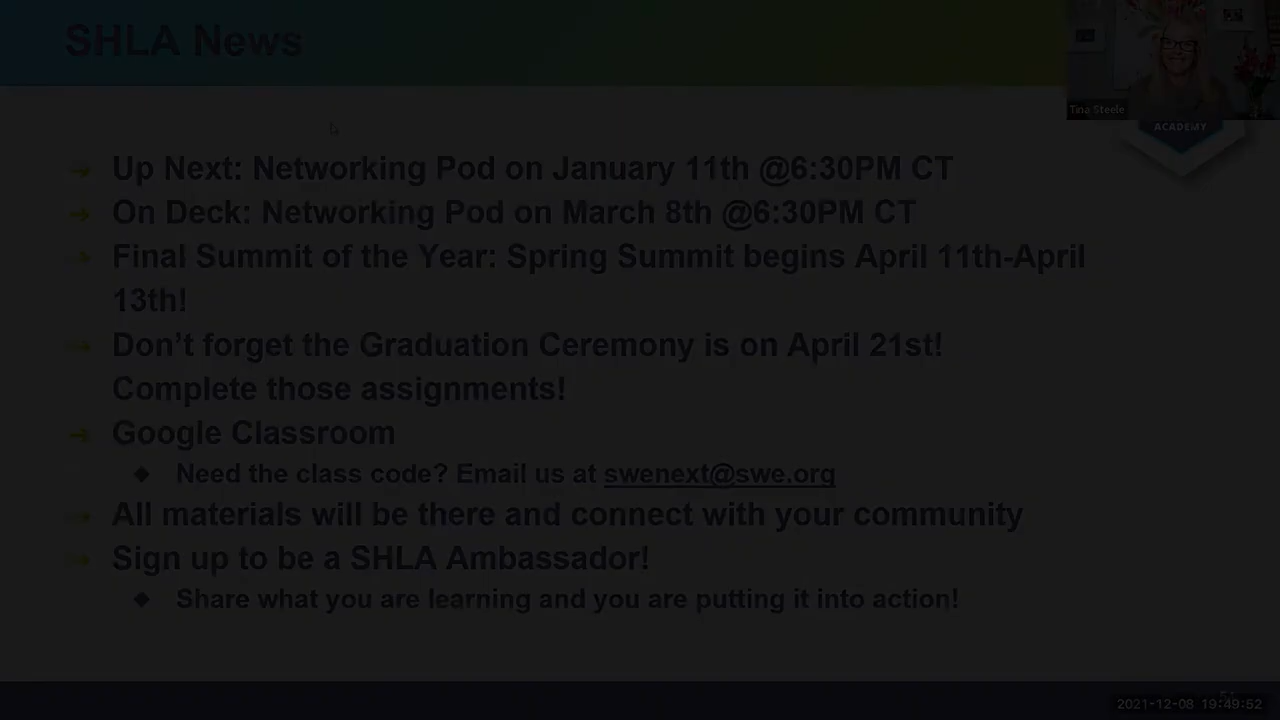 SHLA News
Tina Steele
ACADEMY
Up Next: Networking Pod on January 11th @6:30PM CT
On Deck: Networking Pod on March 8th @6:30PM CT
Final Summit of the Year: Spring Summit begins April 11th-April
13th!
Don’t forget the Graduation Ceremony is on April 21st!
Complete those assignments!
Google Classroom
Need the class code? Email us at swenext@swe.org
All materials will be there and connect with your community
Sign up to be a SHLA Ambassador!
Share what you are learning and you are putting it into action!
2021-12-08 19:49:52